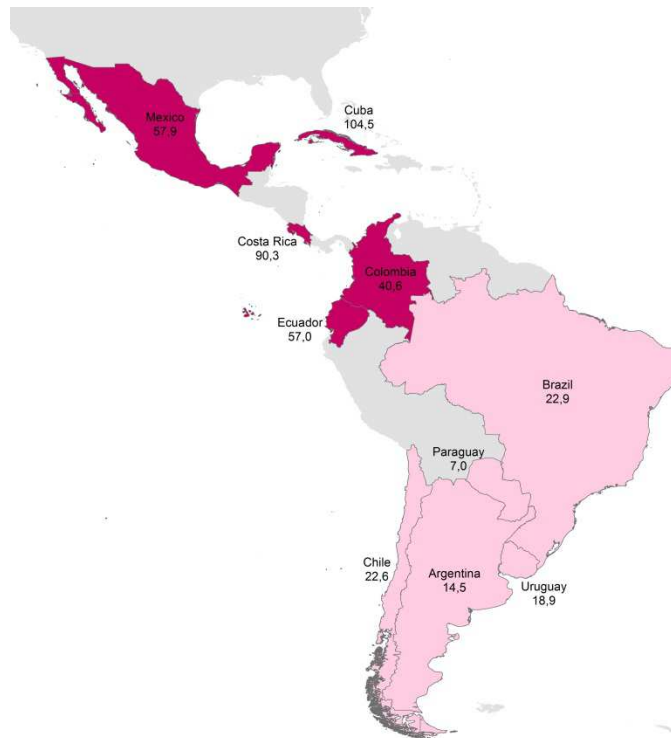 Cuba
104,5
Mexico
57,9
Costa Rica
90,3
Colombia
40,6
Ecuador
57,0
Brazil
22,9
Paraguay
7,0
Chile
22,6
Argentina
14,5
Uruguay
18,9